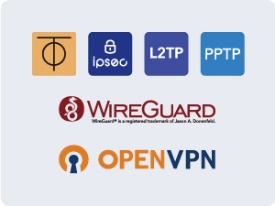 ipsec
L2TP
PPTP
WIREGUARD
WireGuard® is a registered trademark of Jason A. Donenfeld.
OPENVPN